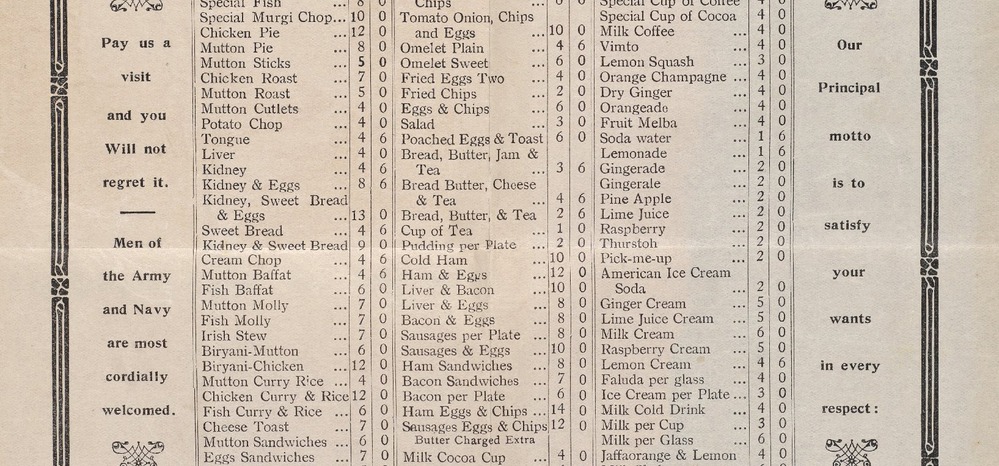 Pay us a
visit
and you
Will not
regret it.
Men of
the Army
and Navy
are most
cordially
welcomed.
Special Fish ... 8 0
Special Murgi Chop... 10 0
Chicken Pie ... 12 0
Mutton Pie ... 8 0
Mutton Sticks ... 5 0
Chicken Roast ... 7 0
Mutton Roast ... 5 0
Mutton Cutlets ... 4 0
Potato Chop ... 4 0
Tongue ... 4 6
Liver ... 4 0
Kidney ... 4 6
Kidney & Eggs ... 8 6
Kidney, Sweet Bread
& Eggs ... 13 0
Sweet Bread ... 4 6
Kidney & Sweet Bread 9 0
Cream Chop ... 4 6
Mutton Baffat ... 4 6
Fish Baffat ... 6 0
Mutton Molly ... 7 0
Fish Molly ... 7 0
Irish Stew ... 7 0
Biryani-Mutton ... 6 0
Biryani-Chicken ... 12 0
Mutton Curry Rice ... 4 0
Chicken Curry & Rice 12 0
Fish Curry & Rice ... 6 0
Cheese Toast ... 7 0
Mutton Sandwiches ... 6 0
Eggs Sandwiches ... 7 0
Chips ...
Tomato Onion, Chips
and Eggs ... 10 0
Omelet Plain ... 4 6
Omelet Sweet ... 6 0
Fried Eggs Two ... 4 0
Fried Chips ... 2 0
Eggs & Chips ... 6 0
Salad ... 3 0
Poached Eggs & Toast 6 0
Bread, Butter, Jam &
Tea ... 3 6
Bread Butter, Cheese
& Tea ... 4 6
Bread, Butter, & Tea 2 6
Cup of Tea ... 1 0
Pudding per Plate ... 2 0
Cold Ham ... 10 0
Ham & Eggs ... 12 0
Liver & Bacon ... 10 0
Liver & Eggs ... 8 0
Bacon & Eggs ... 8 0
Sausages per Plate ... 8 0
Sausages & Eggs ... 10 0
Ham Sandwiches ... 8 0
Bacon Sandwiches ... 7 0
Bacon per Plate ... 6 0
Ham Eggs & Chips ... 14 0
Sausages Eggs & Chips 12 0
Butter Charged Extra
Milk Cocoa Cup ... 4 0
Special Cup of Coffee 4 0
Special Cup of Cocoa 4 0
Milk Coffee ... 4 0
Vimto ... 4 0
Lemon Squash ... 3 0
Orange Champagne ... 4 0
Dry Ginger ... 4 0
Orangeade ... 4 0
Fruit Melba ... 4 0
Soda water ... 1 6
Lemonade ... 1 6
Gingerade ... 2 0
Gingerale ... 2 0
Pine Apple ... 2 0
Lime Juice ... 2 0
Raspberry ... 2 0
Thurstoh ... 2 0
Pick-me-up ... 2 0
American Ice Cream
Soda ... 2 0
Ginger Cream ... 5 0
Lime Juice Cream ... 5 0
Milk Cream ... 6 0
Raspberry Cream ... 5 0
Lemon Cream ... 4 6
Faluda per glass ... 4 0
Ice Cream per Plate ... 3 0
Milk Cold Drink ... 4 0
Milk per Cup ... 3 0
Milk per Glass ... 6 0
Jaffaorange & Lemon 4 0
Our
Principal
motto
is to
satisfy
your
wants
in every
respect :